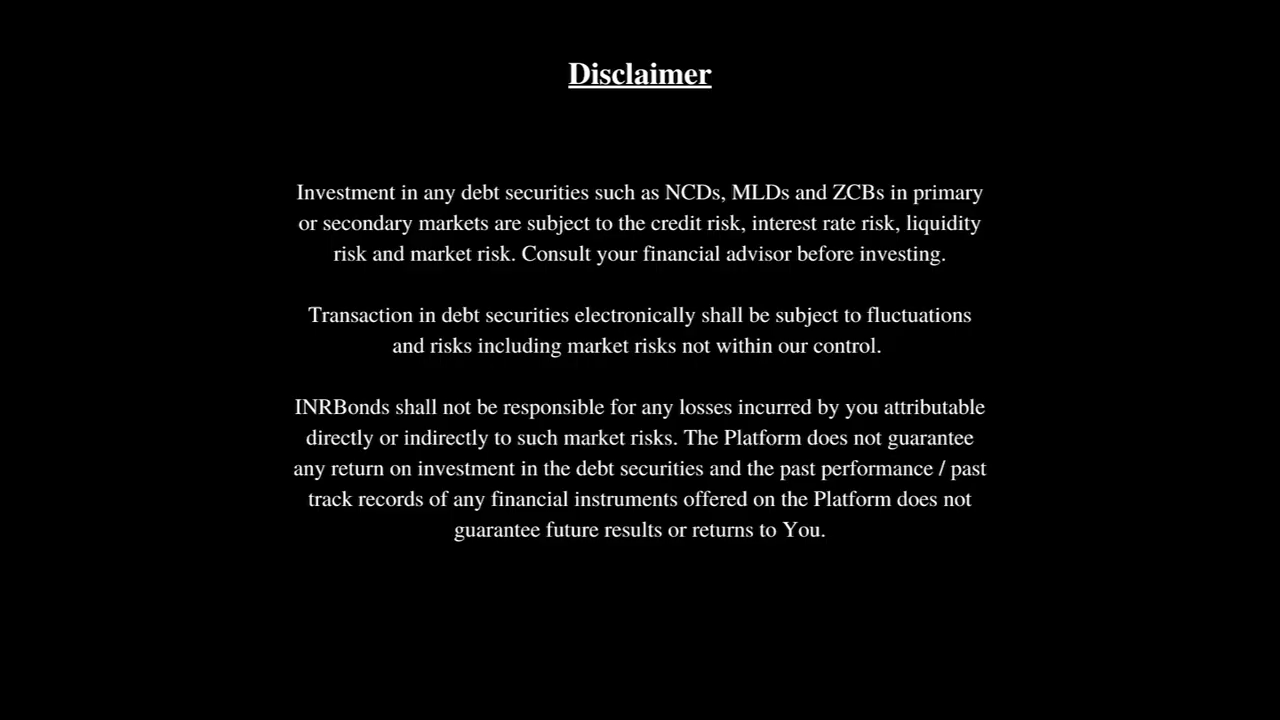 Disclaimer
Investment in any debt securities such as NCDs, MLDs and ZCBs in primary
or secondary markets are subject to the credit risk, interest rate risk, liquidity
risk and market risk. Consult your financial advisor before investing.
Transaction in debt securities electronically shall be subject to fluctuations
and risks including market risks not within our control.
INRBonds shall not be responsible for any losses incurred by you attributable
directly or indirectly to such market risks. The Platform does not guarantee
any return on investment in the debt securities and the past performance / past
track records of any financial instruments offered on the Platform does not
guarantee future results or returns to You.